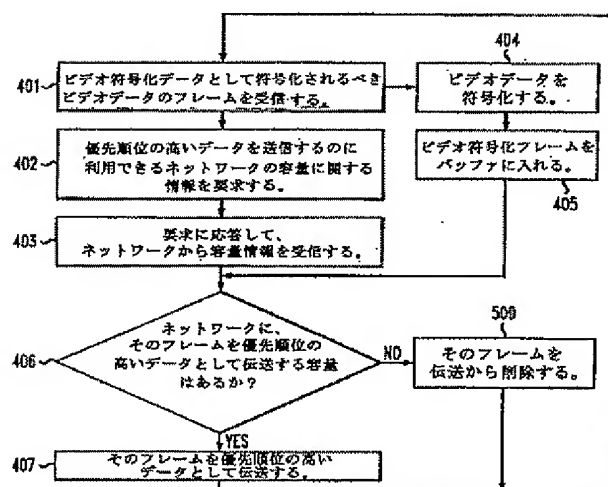 404
401
ビデオ符号化データとして符号化されるべき
ビデオデータのフレームを受信する。
ビデオデータを
符号化する。
402
優先順位の高いデータを送信するのに
利用できるネットワークの容量に関する
情報を要求する。
ビデオ符号化フレームを
バッファに入れる。
405
403
要求に応答して、
ネットワークから容量情報を受信する。
406
ネットワークに、
そのフレームを優先順位の
高いデータとして伝送する容量
はあるか?
NO
500
そのフレームを
伝送から削除する。
YES
407
そのフレームを優先順位の高い
データとして伝送する。